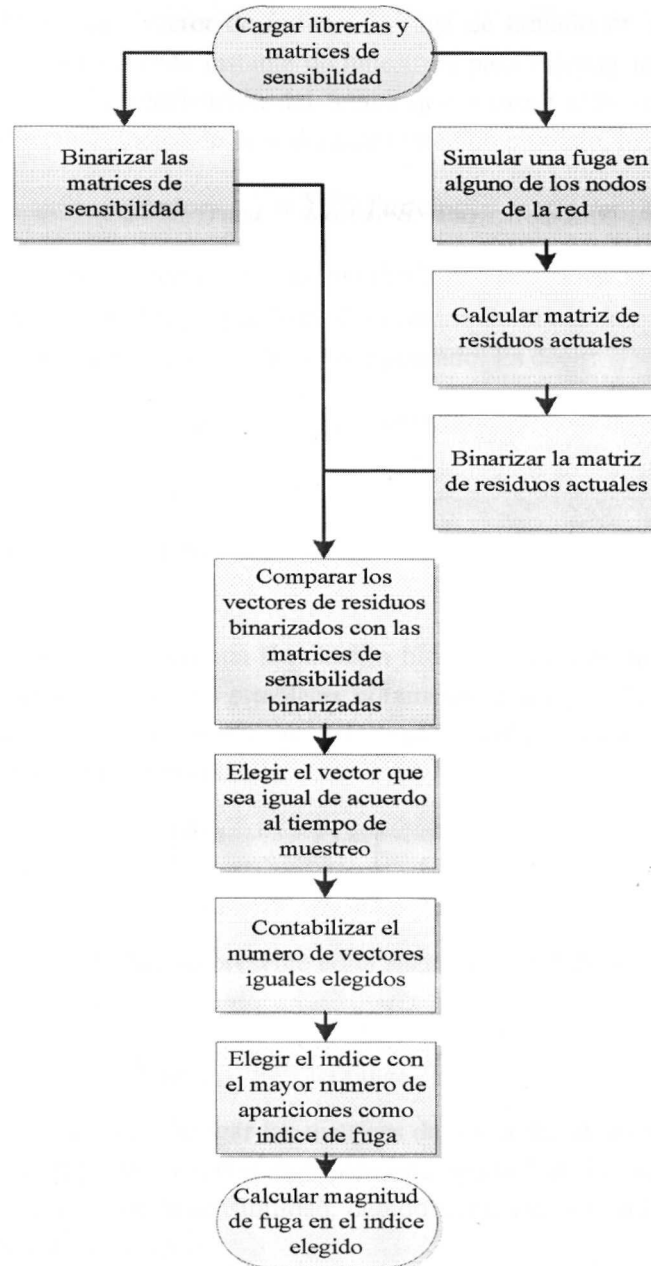 Cargar librerías y
matrices de
sensibilidad
Binarizar las
matrices de
sensibilidad
Simular una fuga en
alguno de los nodos
de la red
Calcular matriz de
residuos actuales
Binarizar la matriz
de residuos actuales
Comparar los
vectores de residuos
binarizados con las
matrices de
sensibilidad
binarizadas
Elegir el vector que
sea igual de acuerdo
al tiempo de
muestreo
Contabilizar el
numero de vectores
iguales elegidos
Elegir el indice con
el mayor numero de
apariciones como
indice de fuga
Calcular magnitud
de fuga en el indice
elegido